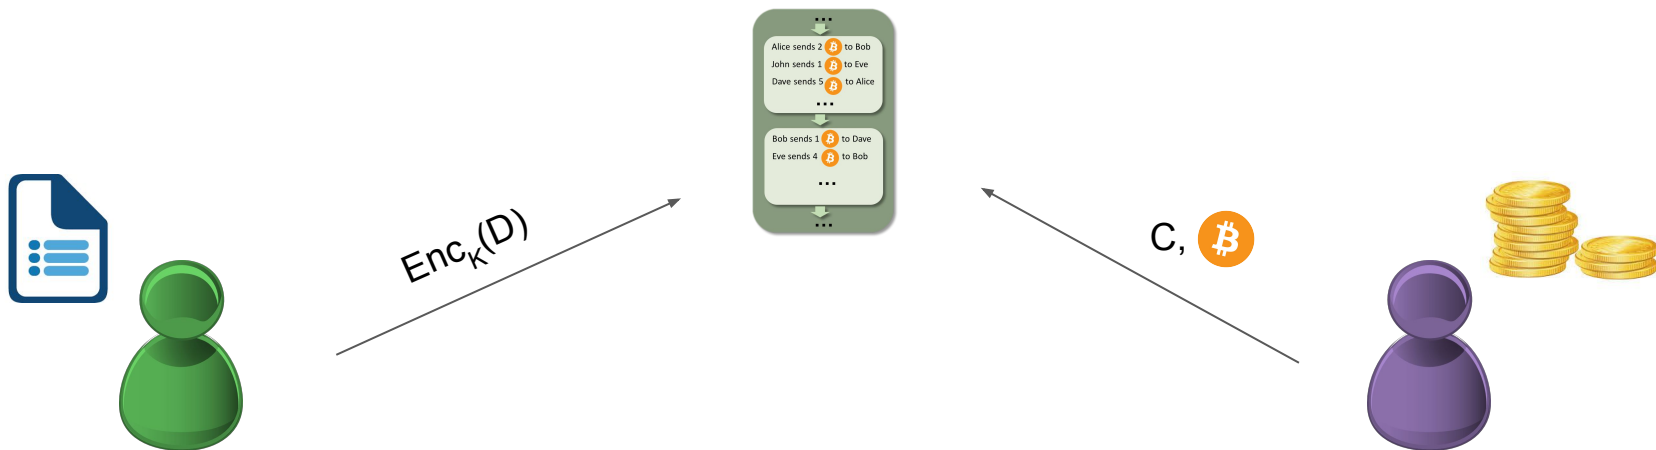 ...
Alice sends 2 ₿ to Bob
John sends 1 ₿ to Eve
Dave sends 5 ₿ to Alice
...
Bob sends 1 ₿ to Dave
Eve sends 4 ₿ to Bob
...
...
Enc_K(D)
C, ₿